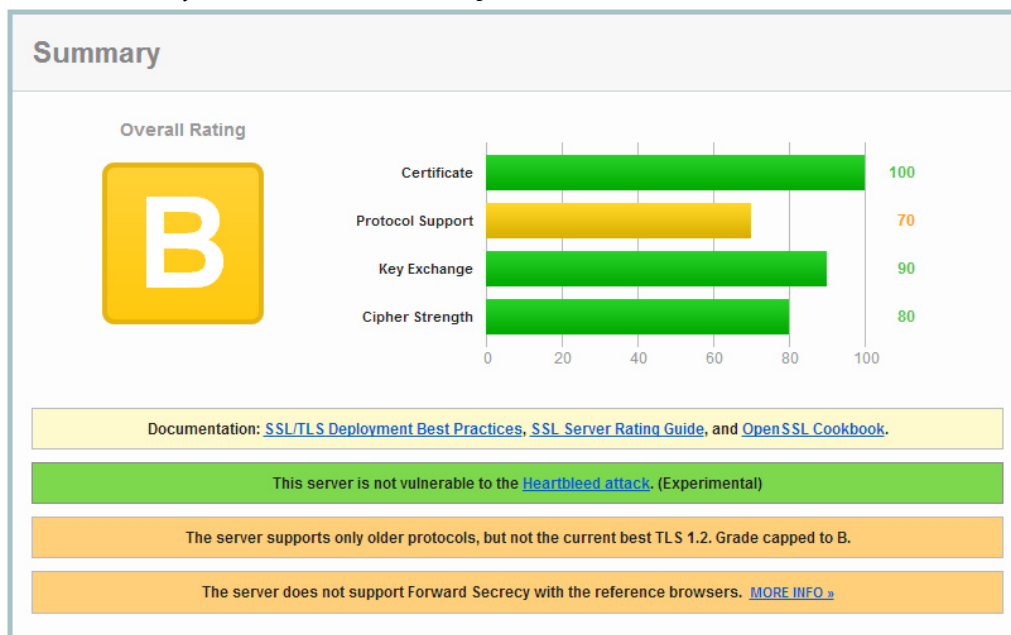 Summary
Overall Rating
B
Certificate 100
Protocol Support 70
Key Exchange 90
Cipher Strength 80
0 20 40 60 80 100
Documentation: SSL/TLS Deployment Best Practices, SSL Server Rating Guide, and OpenSSL Cookbook.
This server is not vulnerable to the Heartbleed attack. (Experimental)
The server supports only older protocols, but not the current best TLS 1.2. Grade capped to B.
The server does not support Forward Secrecy with the reference browsers. MORE INFO »